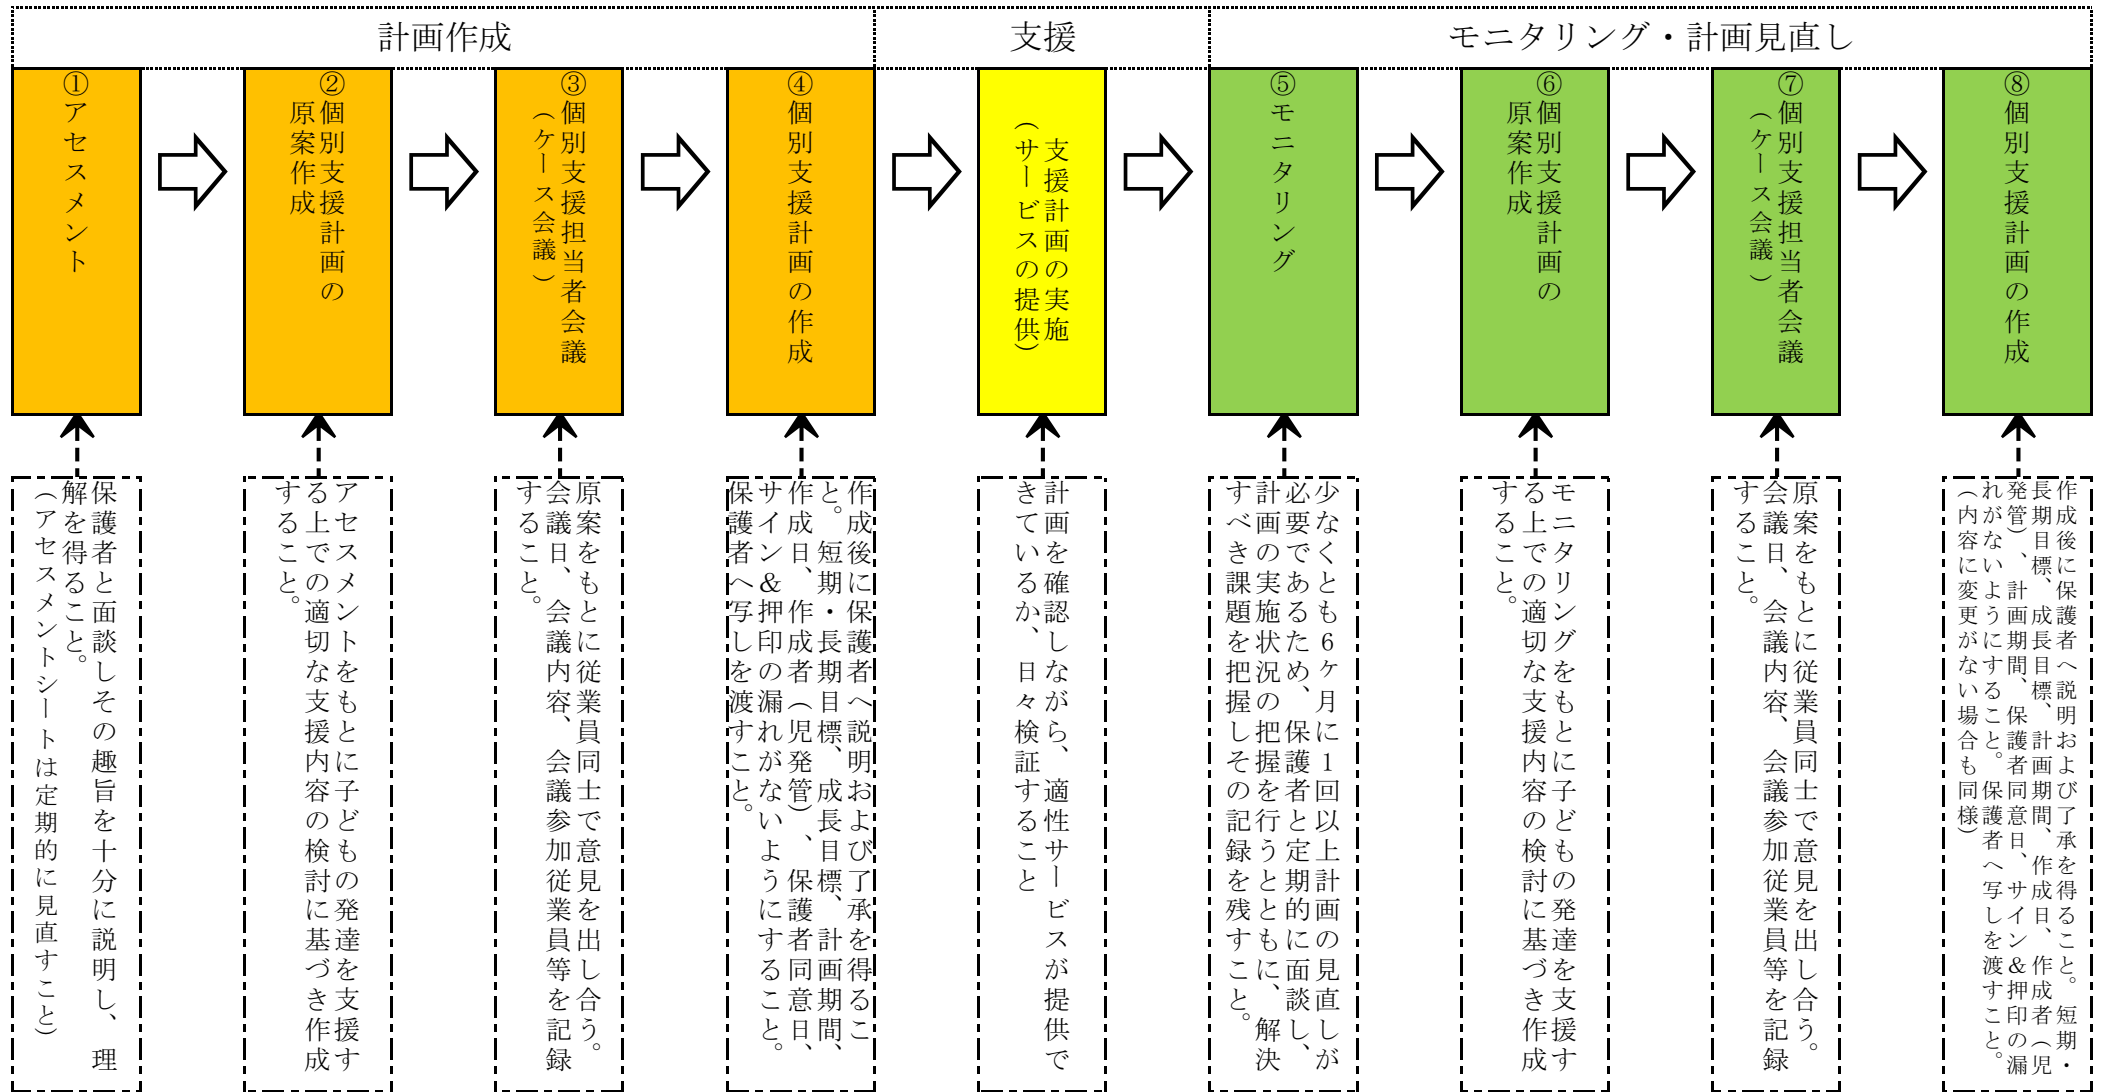 計画作成
支援
モニタリング・計画見直し
①アセスメント
②個別支援計画の
原案作成
③個別支援担当者会議
(ケース会議)
④個別支援計画の作成
支援計画の実施
(サービスの提供)
⑤モニタリング
⑥個別支援計画の
原案作成
⑦個別支援担当者会議
(ケース会議)
⑧個別支援計画の作成
保護者と面談しその趣旨を十分に説明し、理
解を得ること。
(アセスメントシートは定期的に見直すこと)
アセスメントをもとに子どもの発達を支援す
る上での適切な支援内容の検討に基づき作成
すること。
原案をもとに従業員同士で意見を出し合う。
会議日、会議内容、会議参加従業員等を記録
すること。
作成後に保護者へ説明および了承を得るこ
と。短期・長期目標、成長目標、計画期間、
作成日、作成者(児発管)、保護者同意日、
サイン&押印の漏れがないようにすること。
保護者へ写しを渡すこと。
計画を確認しながら、適性サービスが提供で
きているか、日々検証すること
少なくとも6ヶ月に1回以上計画の見直しが
必要であるため、保護者と定期的に面談し、
計画の実施状況の把握を行うとともに、解決
すべき課題を把握しその記録を残すこと。
モニタリングをもとに子どもの発達を支援す
る上での適切な支援内容の検討に基づき作成
すること。
原案をもとに従業員同士で意見を出し合う。
会議日、会議内容、会議参加従業員等を記録
すること。
作成後に保護者へ説明および了承を得ること。短期・
長期目標、成長目標、計画期間、作成日、作成者(児
発管)、計画期間、保護者同意日、サイン&押印の漏
れがないようにすること。保護者へ写しを渡すこと。
(内容に変更がない場合も同様)